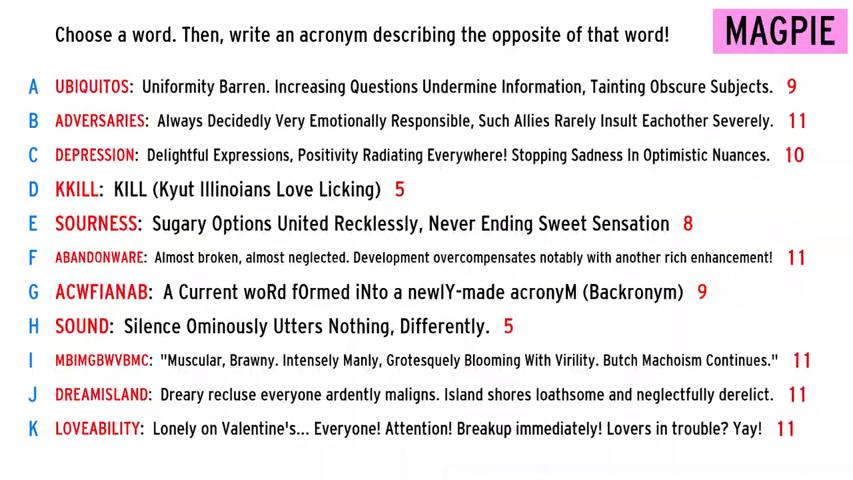 Choose a word. Then, write an acronym describing the opposite of that word! MAGPIE
A UBIQUITOS: Uniformity Barren. Increasing Questions Undermine Information, Tainting Obscure Subjects. 9
B ADVERSARIES: Always Decidedly Very Emotionally Responsible, Such Allies Rarely Insult Eachother Severely. 11
C DEPRESSION: Delightful Expressions, Positivity Radiating Everywhere! Stopping Sadness In Optimistic Nuances. 10
D KKILL: KILL (Kyut Illinoians Love Licking) 5
E SOURNESS: Sugary Options United Recklessly, Never Ending Sweet Sensation 8
F ABANDONWARE: Almost broken, almost neglected. Development overcompensates notably with another rich enhancement! 11
G ACWFIANAB: A Current woRd fOrmed iNto a newlY-made acronyM (Backronym) 9
H SOUND: Silence Ominously Utters Nothing, Differently. 5
I MBIMGBWVBMC: "Muscular, Brawny. Intensely Manly, Grotesquely Blooming With Virility. Butch Machoism Continues." 11
J DREAMISLAND: Dreary recluse everyone ardently maligns. Island shores loathsome and neglectfully derelict. 11
K LOVEABILITY: Lonely on Valentine's... Everyone! Attention! Breakup immediately! Lovers in trouble? Yay! 11